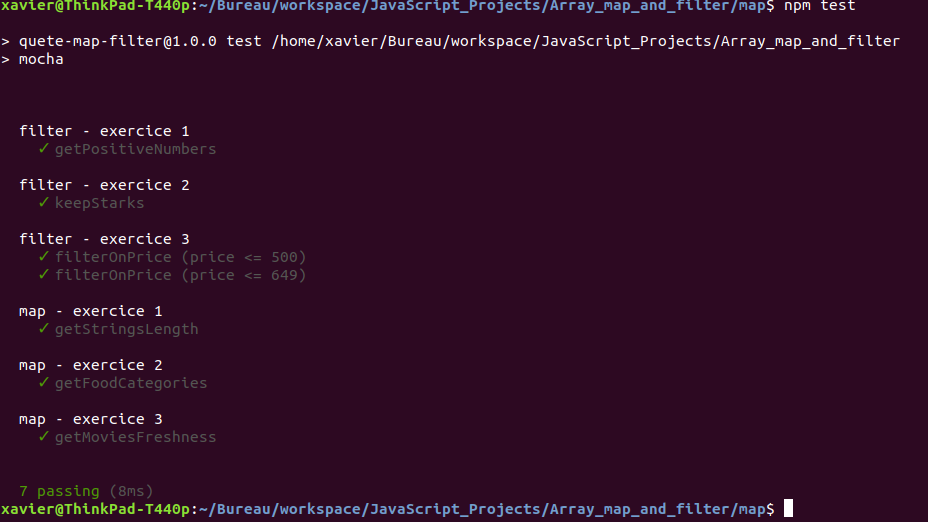 xavier@ThinkPad-T440p:~/Bureau/workspace/JavaScript_Projects/Array_map_and_filter/map$ npm test
> quete-map-filter@1.0.0 test /home/xavier/Bureau/workspace/JavaScript_Projects/Array_map_and_filter
> mocha
filter - exercice 1
✓ getPositiveNumbers
filter - exercice 2
✓ keepStarks
filter - exercice 3
✓ filterOnPrice (price <= 500)
✓ filterOnPrice (price <= 649)
map - exercice 1
✓ getStringsLength
map - exercice 2
✓ getFoodCategories
map - exercice 3
✓ getMoviesFreshness
7 passing (8ms)
xavier@ThinkPad-T440p:~/Bureau/workspace/JavaScript_Projects/Array_map_and_filter/map$